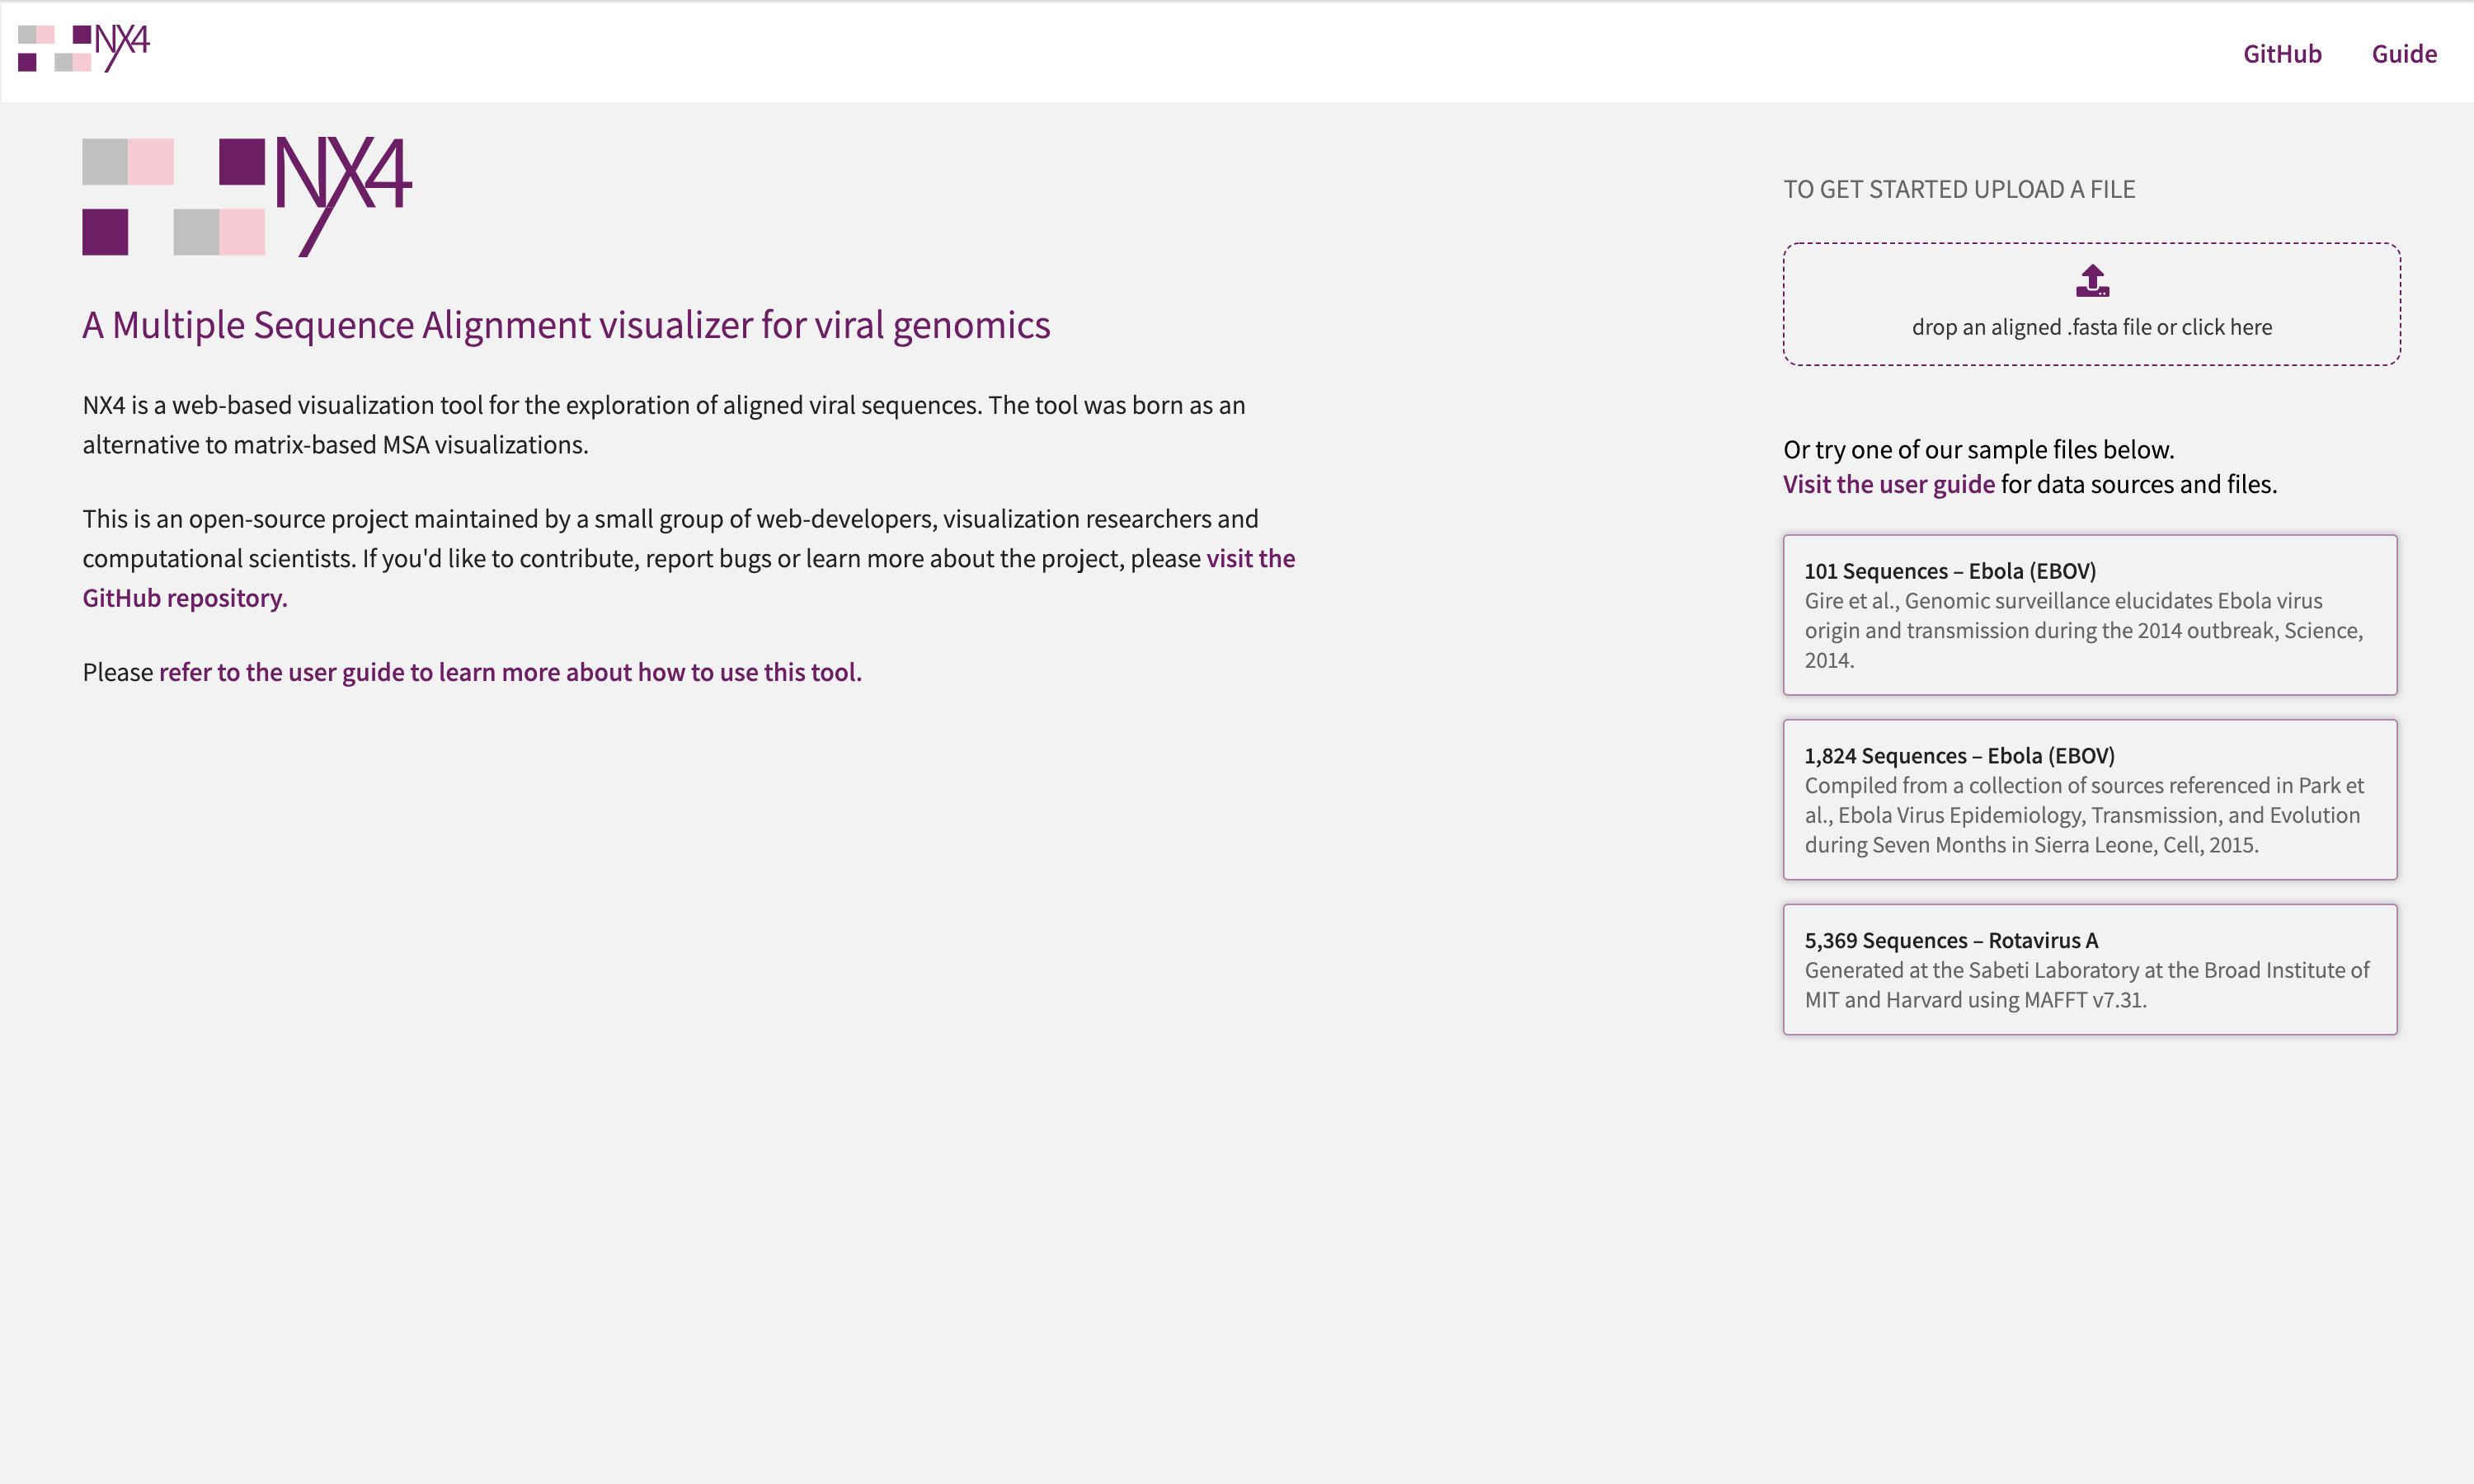 NX4
GitHub
Guide
NX4
A Multiple Sequence Alignment visualizer for viral genomics
NX4 is a web-based visualization tool for the exploration of aligned viral sequences. The tool was born as an
alternative to matrix-based MSA visualizations.
This is an open-source project maintained by a small group of web-developers, visualization researchers and
computational scientists. If you'd like to contribute, report bugs or learn more about the project, please visit the
GitHub repository.
Please refer to the user guide to learn more about how to use this tool.
TO GET STARTED UPLOAD A FILE
drop an aligned .fasta file or click here
Or try one of our sample files below.
Visit the user guide for data sources and files.
101 Sequences – Ebola (EBOV)
Gire et al., Genomic surveillance elucidates Ebola virus
origin and transmission during the 2014 outbreak, Science,
2014.
1,824 Sequences – Ebola (EBOV)
Compiled from a collection of sources referenced in Park et
al., Ebola Virus Epidemiology, Transmission, and Evolution
during Seven Months in Sierra Leone, Cell, 2015.
5,369 Sequences – Rotavirus A
Generated at the Sabeti Laboratory at the Broad Institute of
MIT and Harvard using MAFFT v7.31.